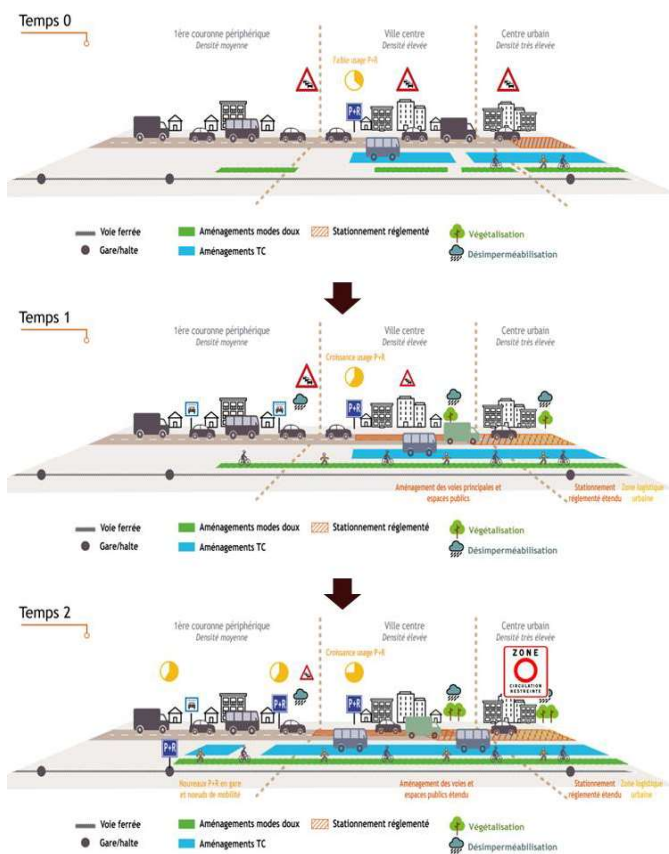 Temps 0
1ère couronne périphérique
Densité moyenne
Ville centre
Densité élevée
Centre urbain
Densité très élevée
Faible usage P+R
P+R
Voie ferrée
Gare/halte
Aménagements modes doux
Aménagements TC
Stationnement réglementé
Végétalisation
Désimperméabilisation
Temps 1
1ère couronne périphérique
Densité moyenne
Ville centre
Densité élevée
Centre urbain
Densité très élevée
Croissance usage P+R
P+R
Aménagement des voies principales et
espaces publics
Stationnement
réglementé étendu
Zone logistique
urbaine
Voie ferrée
Gare/halte
Aménagements modes doux
Aménagements TC
Stationnement réglementé
Végétalisation
Désimperméabilisation
Temps 2
1ère couronne périphérique
Densité moyenne
Ville centre
Densité élevée
Centre urbain
Densité très élevée
Croissance usage P+R
ZONE
CIRCULATION
RESTREINTE
P+R
P+R
P+R
Nouveaux P+R en gare
et noeuds de mobilité
Aménagement des voies et
espaces publics étendu
Stationnement
réglementé étendu
Zone logistique
urbaine
Voie ferrée
Gare/halte
Aménagements modes doux
Aménagements TC
Stationnement réglementé
Végétalisation
Désimperméabilisation